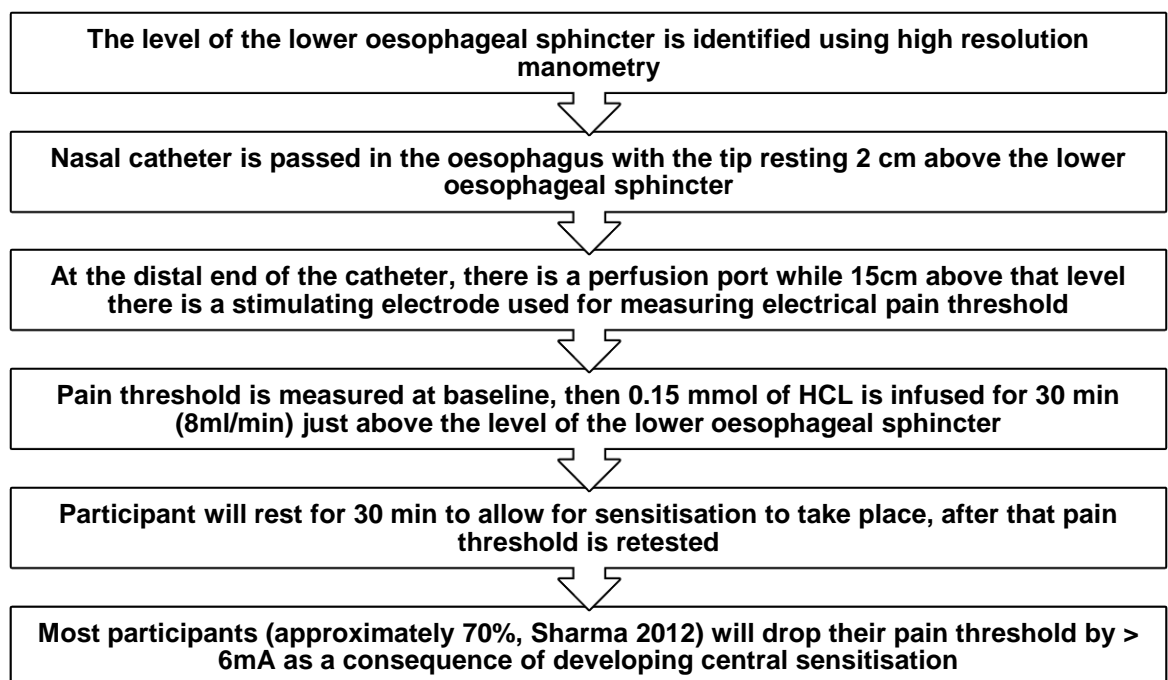 The level of the lower oesophageal sphincter is identified using high resolution
manometry
Nasal catheter is passed in the oesophagus with the tip resting 2 cm above the lower
oesophageal sphincter
At the distal end of the catheter, there is a perfusion port while 15cm above that level
there is a stimulating electrode used for measuring electrical pain threshold
Pain threshold is measured at baseline, then 0.15 mmol of HCL is infused for 30 min
(8ml/min) just above the level of the lower oesophageal sphincter
Participant will rest for 30 min to allow for sensitisation to take place, after that pain
threshold is retested
Most participants (approximately 70%, Sharma 2012) will drop their pain threshold by >
6mA as a consequence of developing central sensitisation